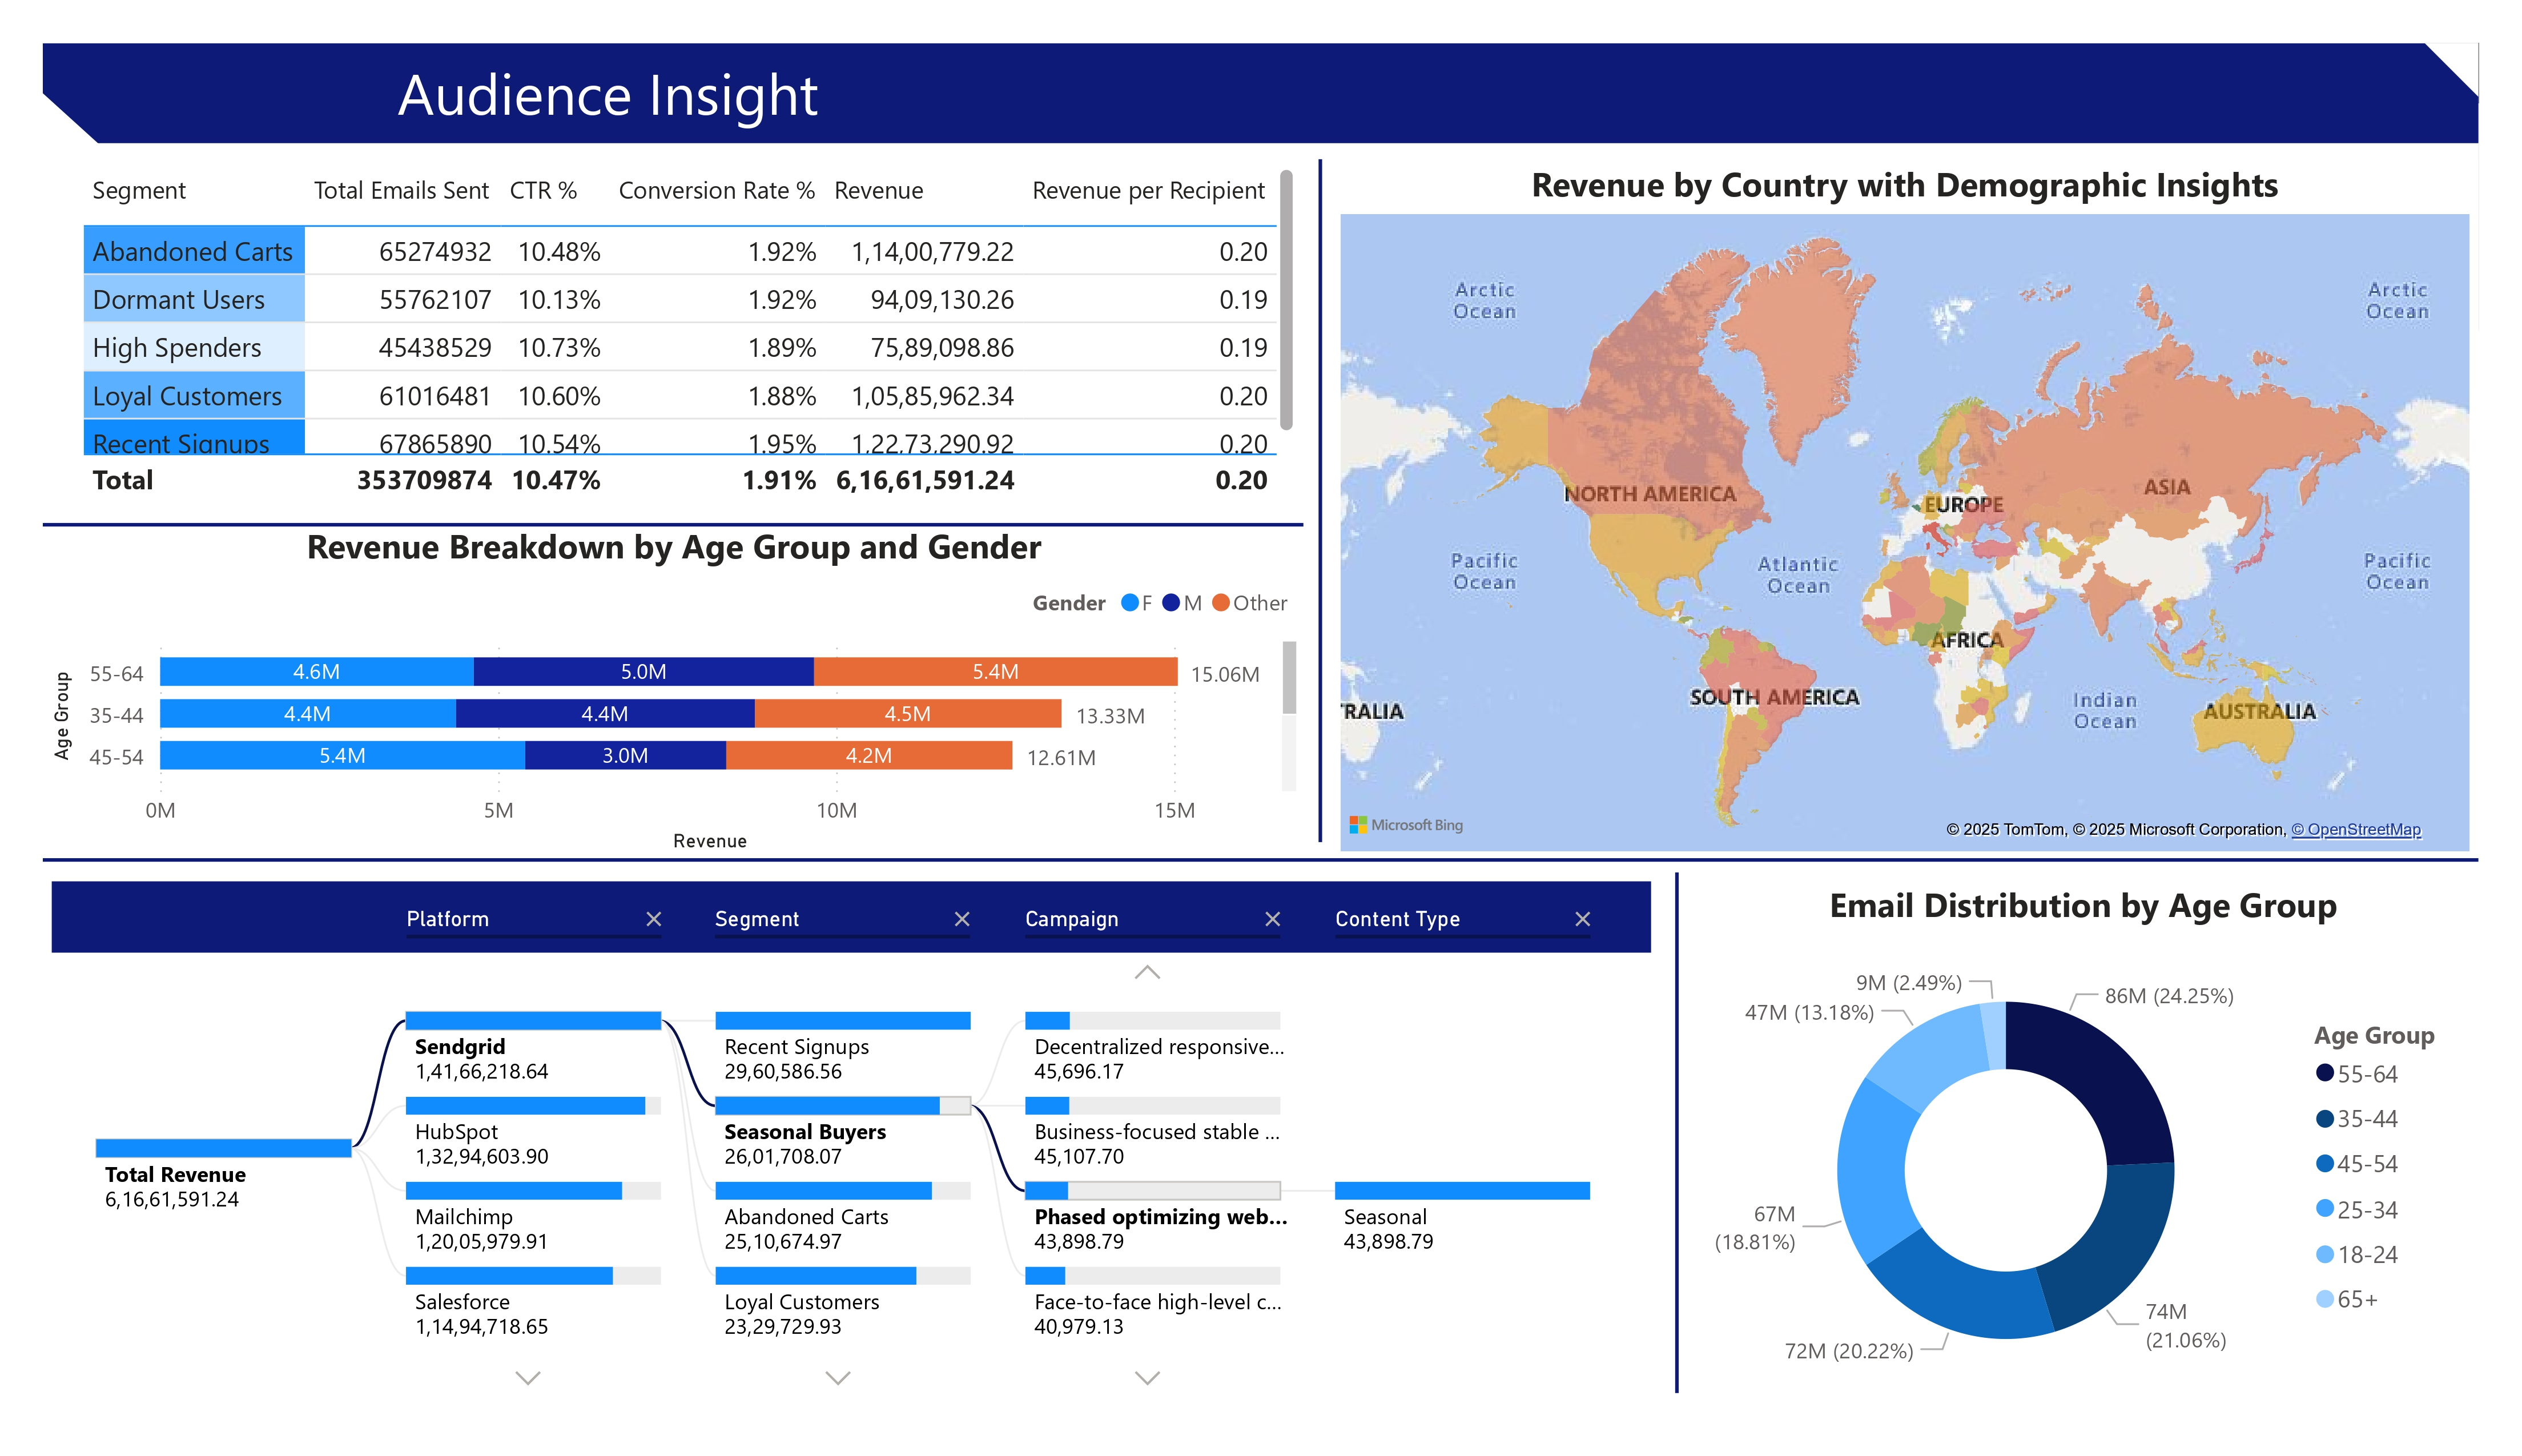 Audience Insight
Segment Total Emails Sent CTR % Conversion Rate % Revenue Revenue per Recipient
Abandoned Carts 65274932 10.48% 1.92% 1,14,00,779.22 0.20
Dormant Users 55762107 10.13% 1.92% 94,09,130.26 0.19
High Spenders 45438529 10.73% 1.89% 75,89,098.86 0.19
Loyal Customers 61016481 10.60% 1.88% 1,05,85,962.34 0.20
Recent Signups 67865890 10.54% 1.95% 1,22,73,290.92 0.20
Total 353709874 10.47% 1.91% 6,16,61,591.24 0.20
Revenue Breakdown by Age Group and Gender
Gender F M Other
Age Group
55-64 4.6M 5.0M 5.4M 15.06M
35-44 4.4M 4.4M 4.5M 13.33M
45-54 5.4M 3.0M 4.2M 12.61M
0M 5M 10M 15M
Revenue
Revenue by Country with Demographic Insights
Arctic
Ocean
Arctic
Ocean
NORTH AMERICA
EUROPE
ASIA
Pacific
Ocean
Atlantic
Ocean
Pacific
Ocean
AFRICA
SOUTH AMERICA
Indian
Ocean
TRALIA
AUSTRALIA
Microsoft Bing
© 2025 TomTom, © 2025 Microsoft Corporation, © OpenStreetMap
Platform Segment Campaign Content Type
Total Revenue
6,16,61,591.24
Sendgrid
1,41,66,218.64
HubSpot
1,32,94,603.90
Mailchimp
1,20,05,979.91
Salesforce
1,14,94,718.65
Recent Signups
29,60,586.56
Seasonal Buyers
26,01,708.07
Abandoned Carts
25,10,674.97
Loyal Customers
23,29,729.93
Decentralized responsive...
45,696.17
Business-focused stable ...
45,107.70
Phased optimizing web...
43,898.79
Face-to-face high-level c...
40,979.13
Seasonal
43,898.79
Email Distribution by Age Group
9M (2.49%)
86M (24.25%)
47M (13.18%)
67M
(18.81%)
72M (20.22%)
74M
(21.06%)
Age Group
55-64
35-44
45-54
25-34
18-24
65+